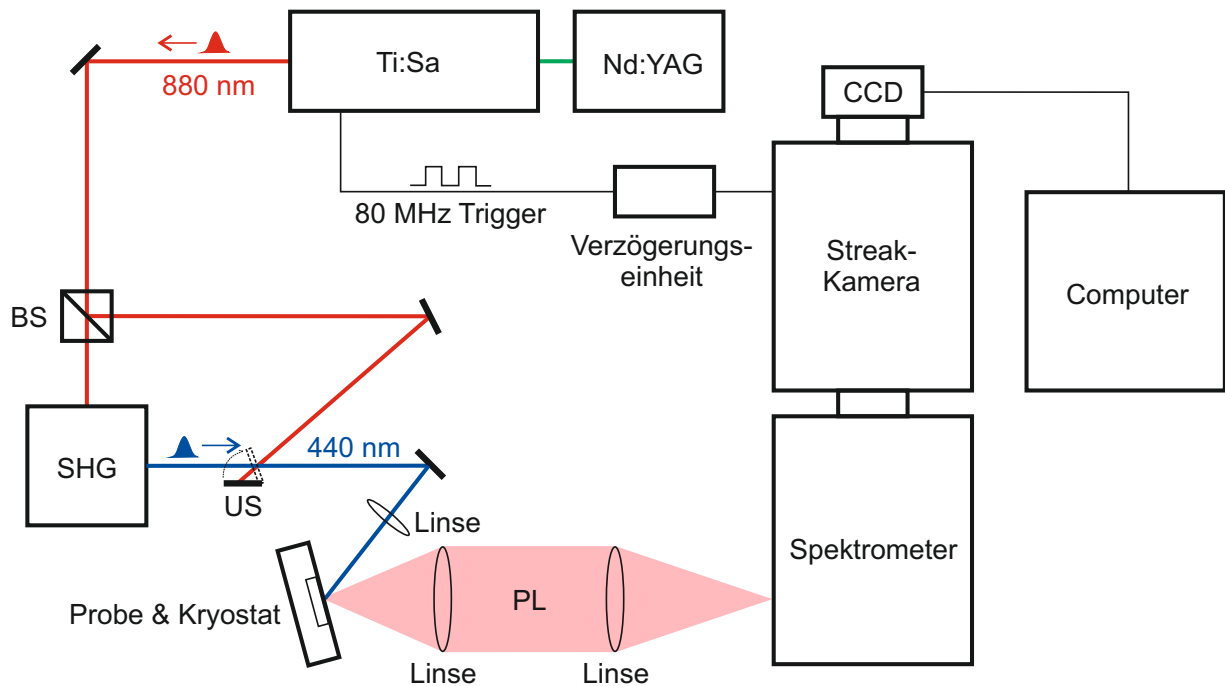 Ti:Sa
Nd:YAG
880 nm
CCD
80 MHz Trigger
Verzögerungs-
einheit
Streak-
Kamera
Computer
BS
SHG
440 nm
US
Linse
Spektrometer
Probe & Kryostat
PL
Linse
Linse